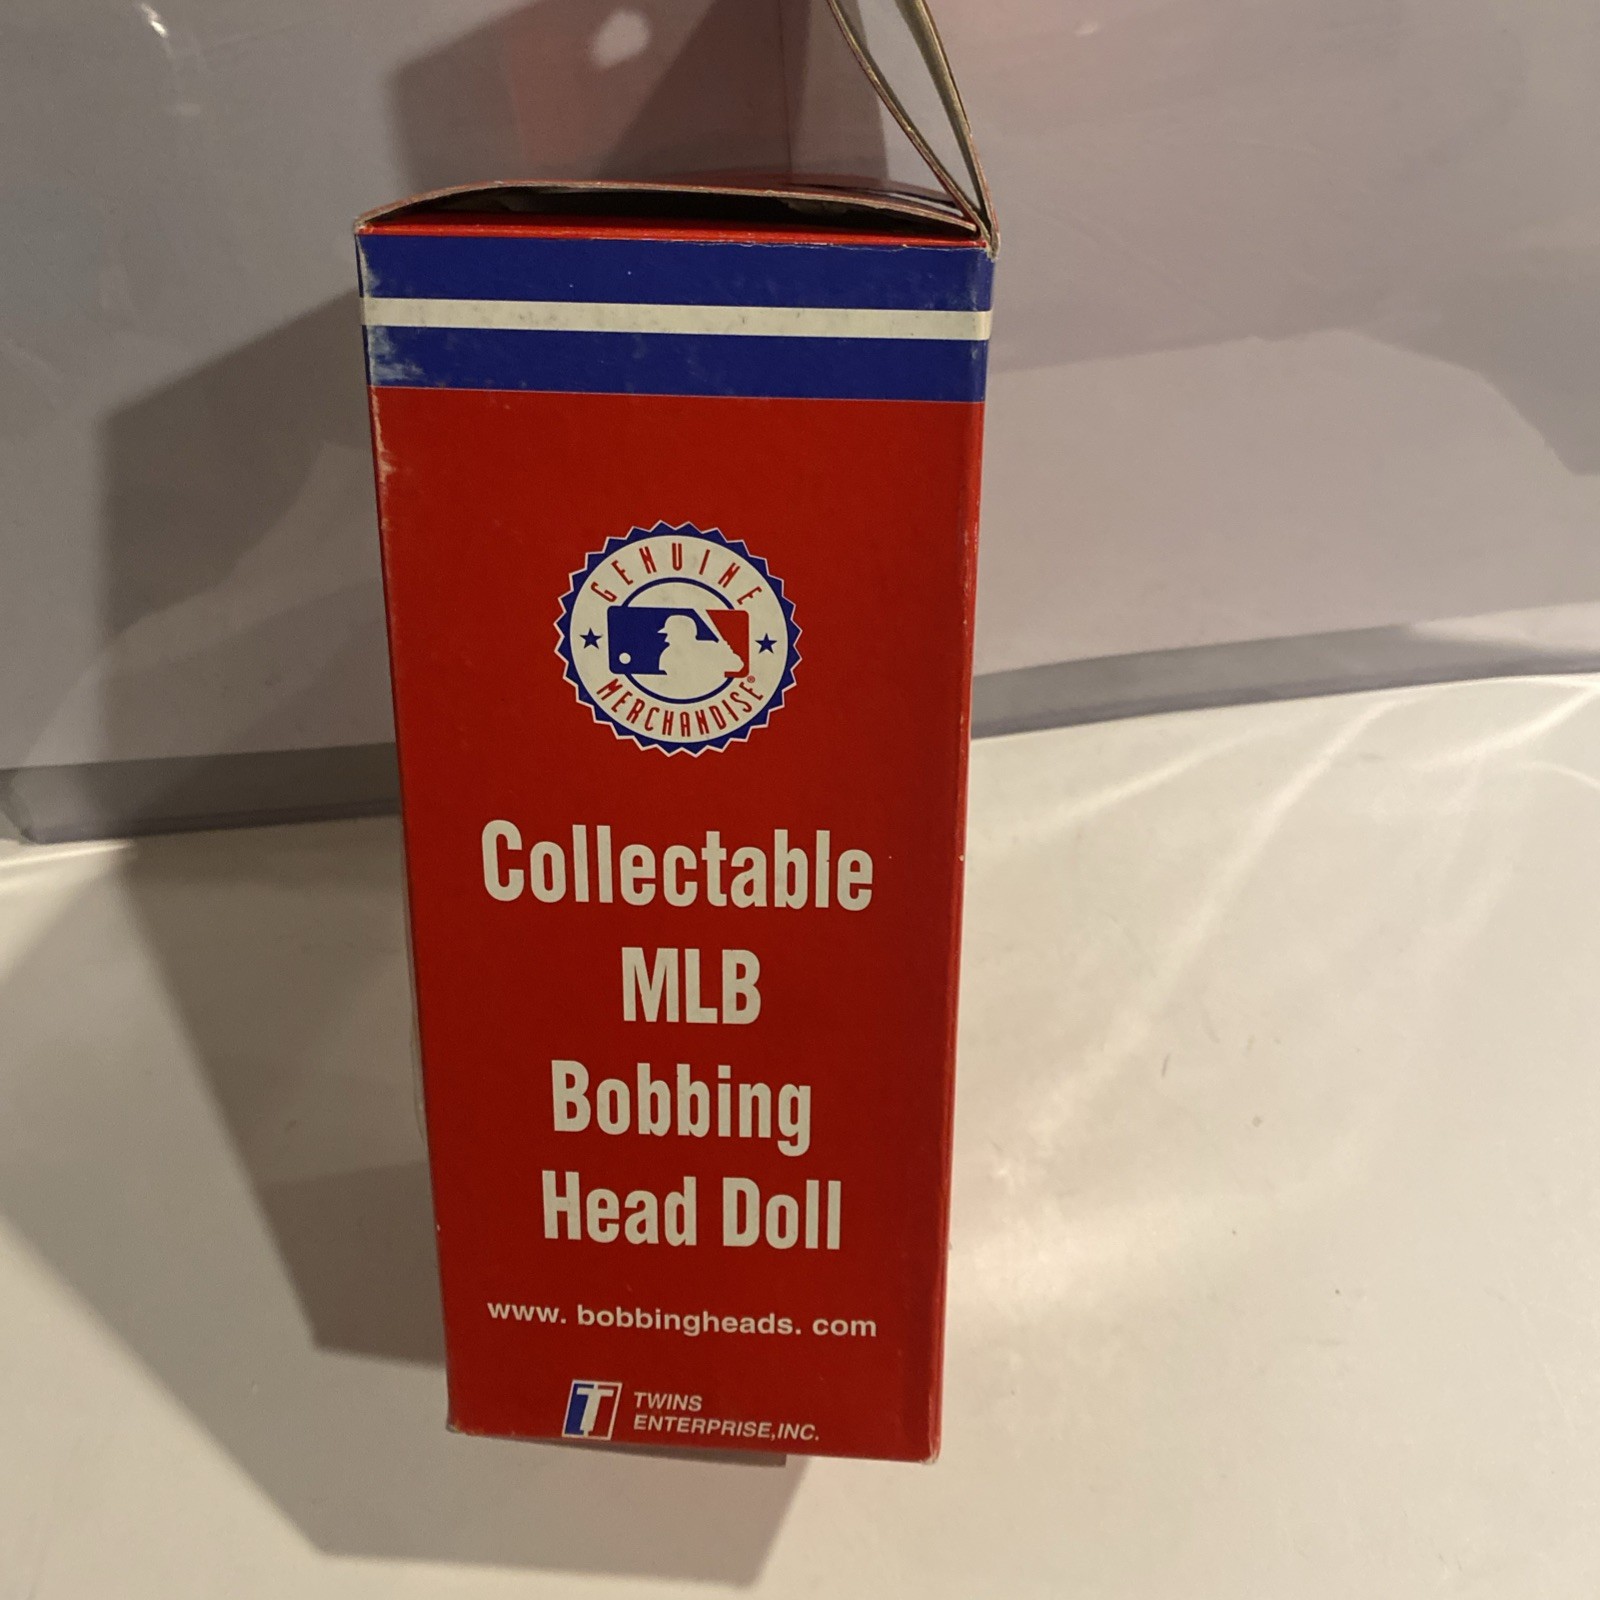 GENUINE
MERCHANDISE®
Collectable
MLB
Bobbing
Head Doll
www. bobbingheads. com
T TWINS
ENTERPRISE,INC.